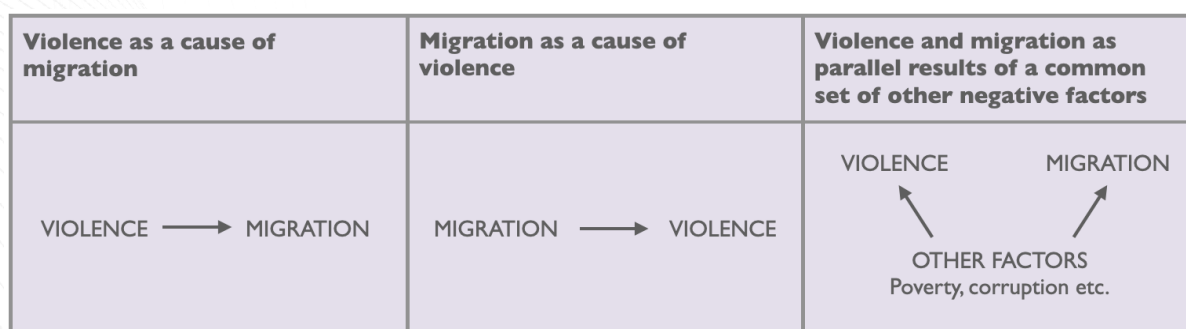 Violence as a cause of
migration
Migration as a cause of
violence
Violence and migration as
parallel results of a common
set of other negative factors
VIOLENCE MIGRATION
MIGRATION VIOLENCE
VIOLENCE MIGRATION
OTHER FACTORS
Poverty, corruption etc.